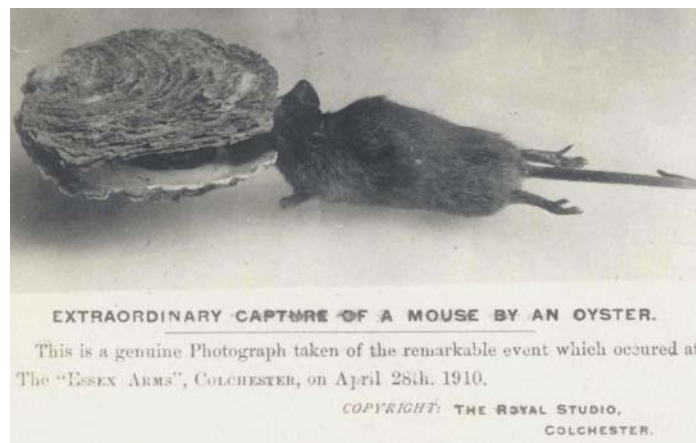 EXTRAORDINARY CAPTURE OF A MOUSE BY AN OYSTER.
This is a genuine Photograph taken of the remarkable event which occured at
The "ESSEX ARMS", COLCHESTER, on April 28th. 1910.
COPYRIGHT: THE ROYAL STUDIO,
COLCHESTER.